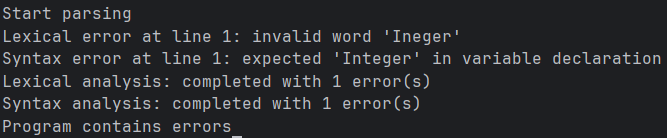 Start parsing
Lexical error at line 1: invalid word 'Ineger'
Syntax error at line 1: expected 'Integer' in variable declaration
Lexical analysis: completed with 1 error(s)
Syntax analysis: completed with 1 error(s)
Program contains errors